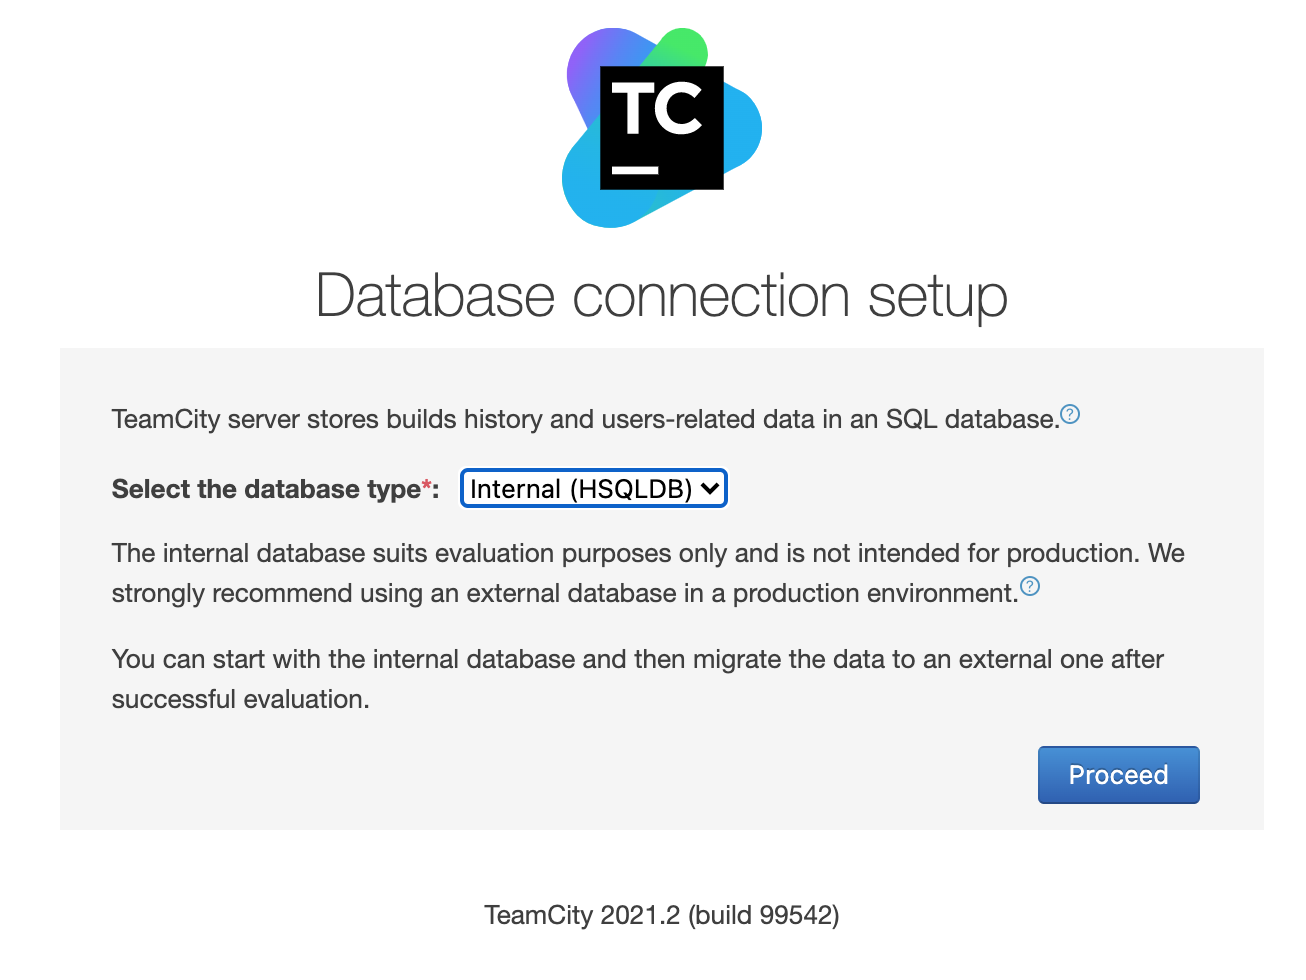 TC
Database connection setup
TeamCity server stores builds history and users-related data in an SQL database.?
Select the database type*: Internal (HSQLDB)
The internal database suits evaluation purposes only and is not intended for production. We
strongly recommend using an external database in a production environment.?
You can start with the internal database and then migrate the data to an external one after
successful evaluation.
Proceed
TeamCity 2021.2 (build 99542)